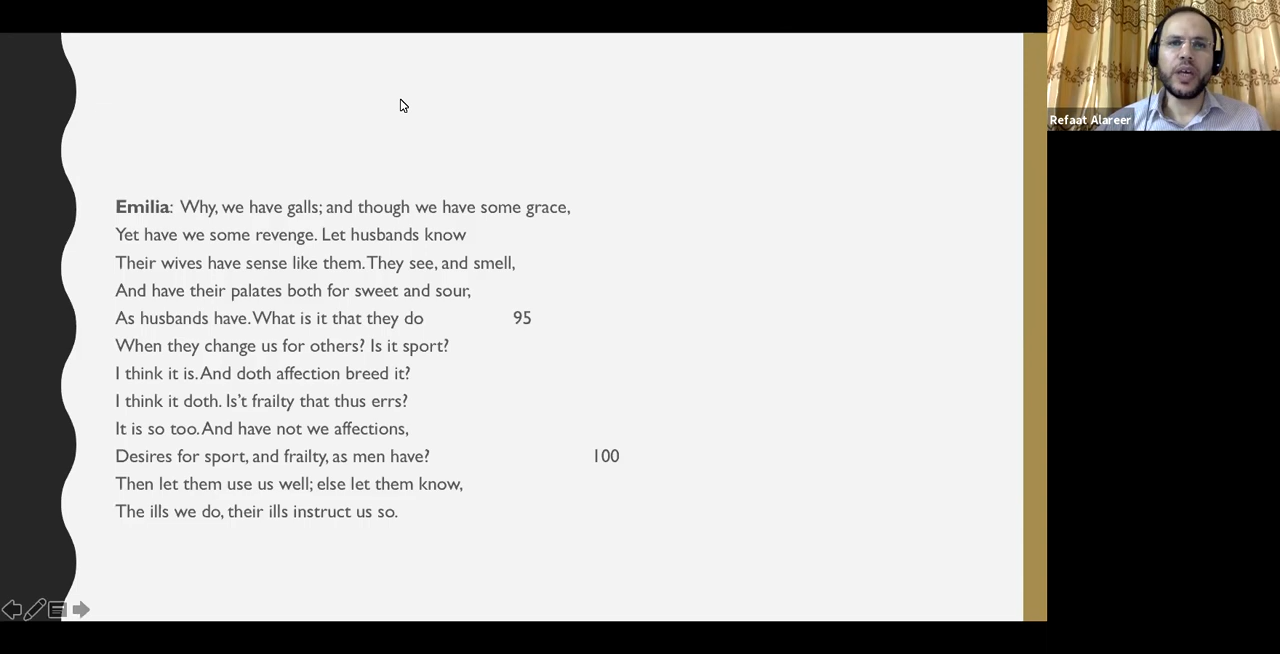 Emilia: Why, we have galls; and though we have some grace,
Yet have we some revenge. Let husbands know
Their wives have sense like them. They see, and smell,
And have their palates both for sweet and sour,
As husbands have. What is it that they do 95
When they change us for others? Is it sport?
I think it is. And doth affection breed it?
I think it doth. Is't frailty that thus errs?
It is so too. And have not we affections,
Desires for sport, and frailty, as men have? 100
Then let them use us well; else let them know,
The ills we do, their ills instruct us so.
Refaat Alareer